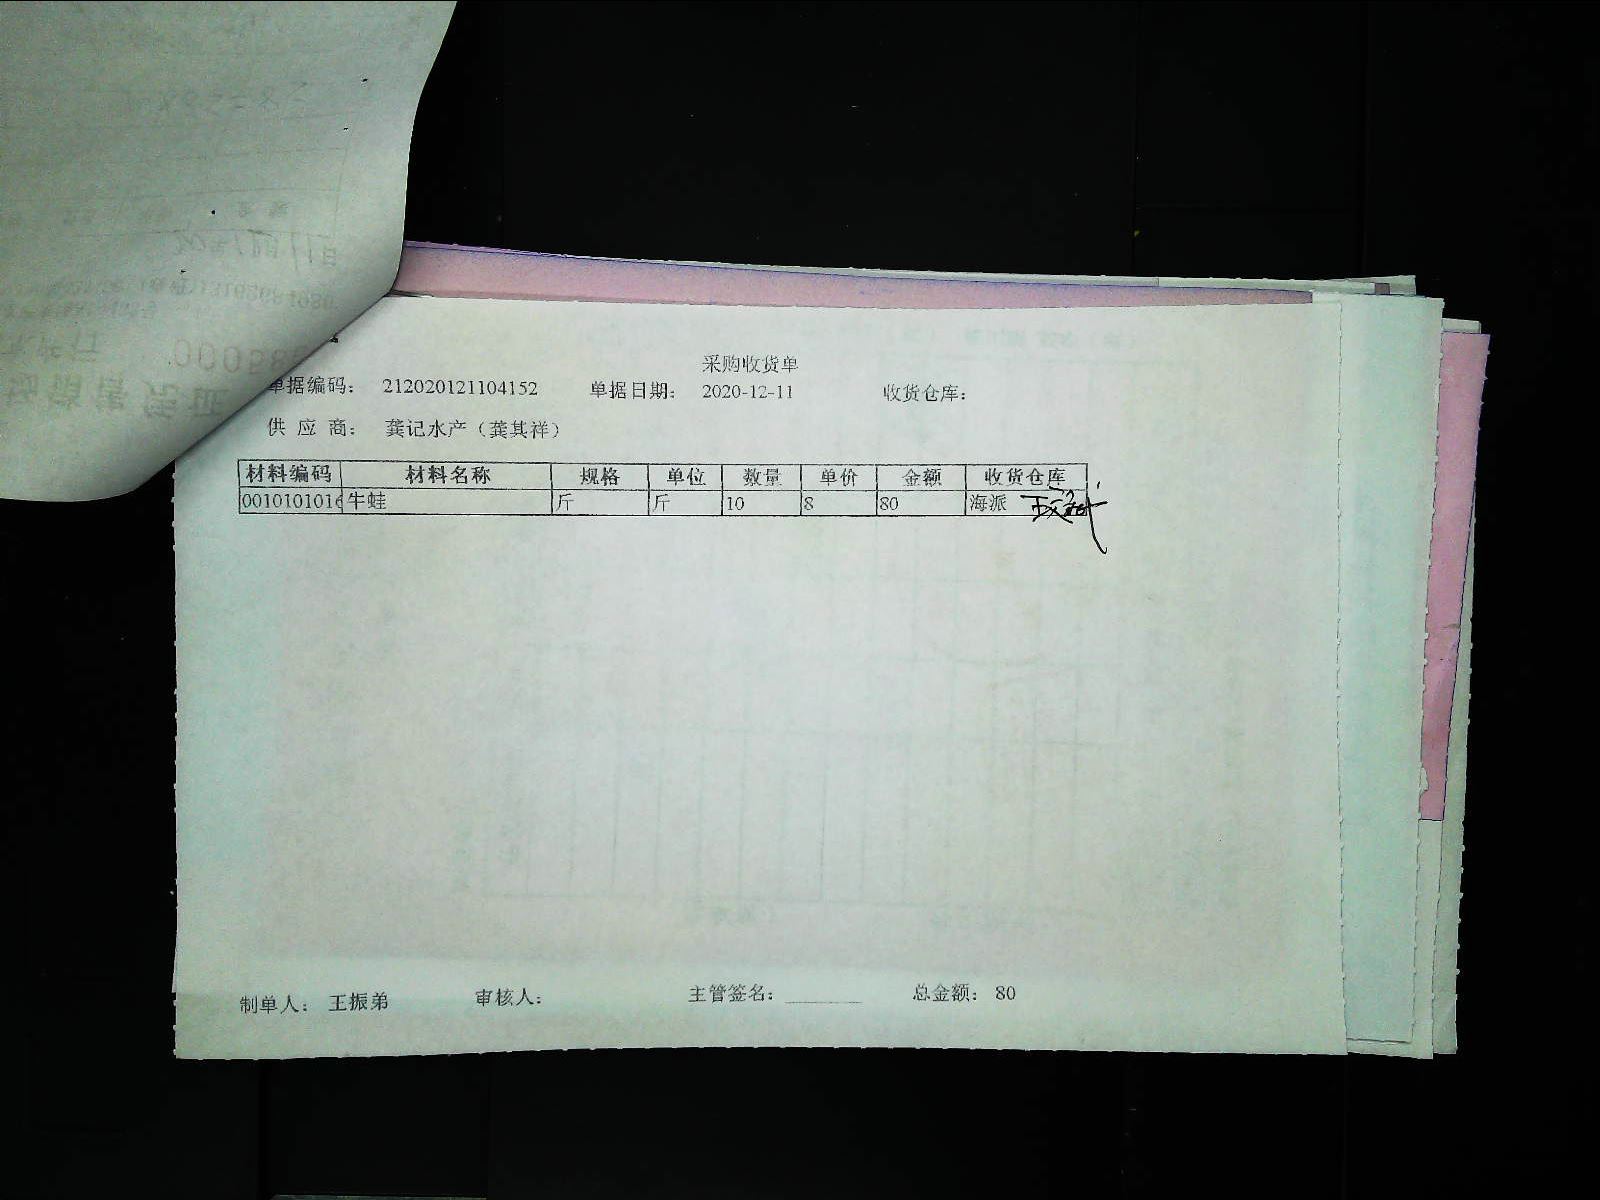 采购收货单
单据编码： 212020121104152 单据日期： 2020-12-11 收货仓库：
供 应 商： 龚记水产（龚其祥）
材料编码 材料名称 规格 单位 数量 单价 金额 收货仓库
0010101016 牛蛙 斤 斤 10 8 80 海派
制单人： 王振弟 审核人： 主管签名： ________ 总金额： 80